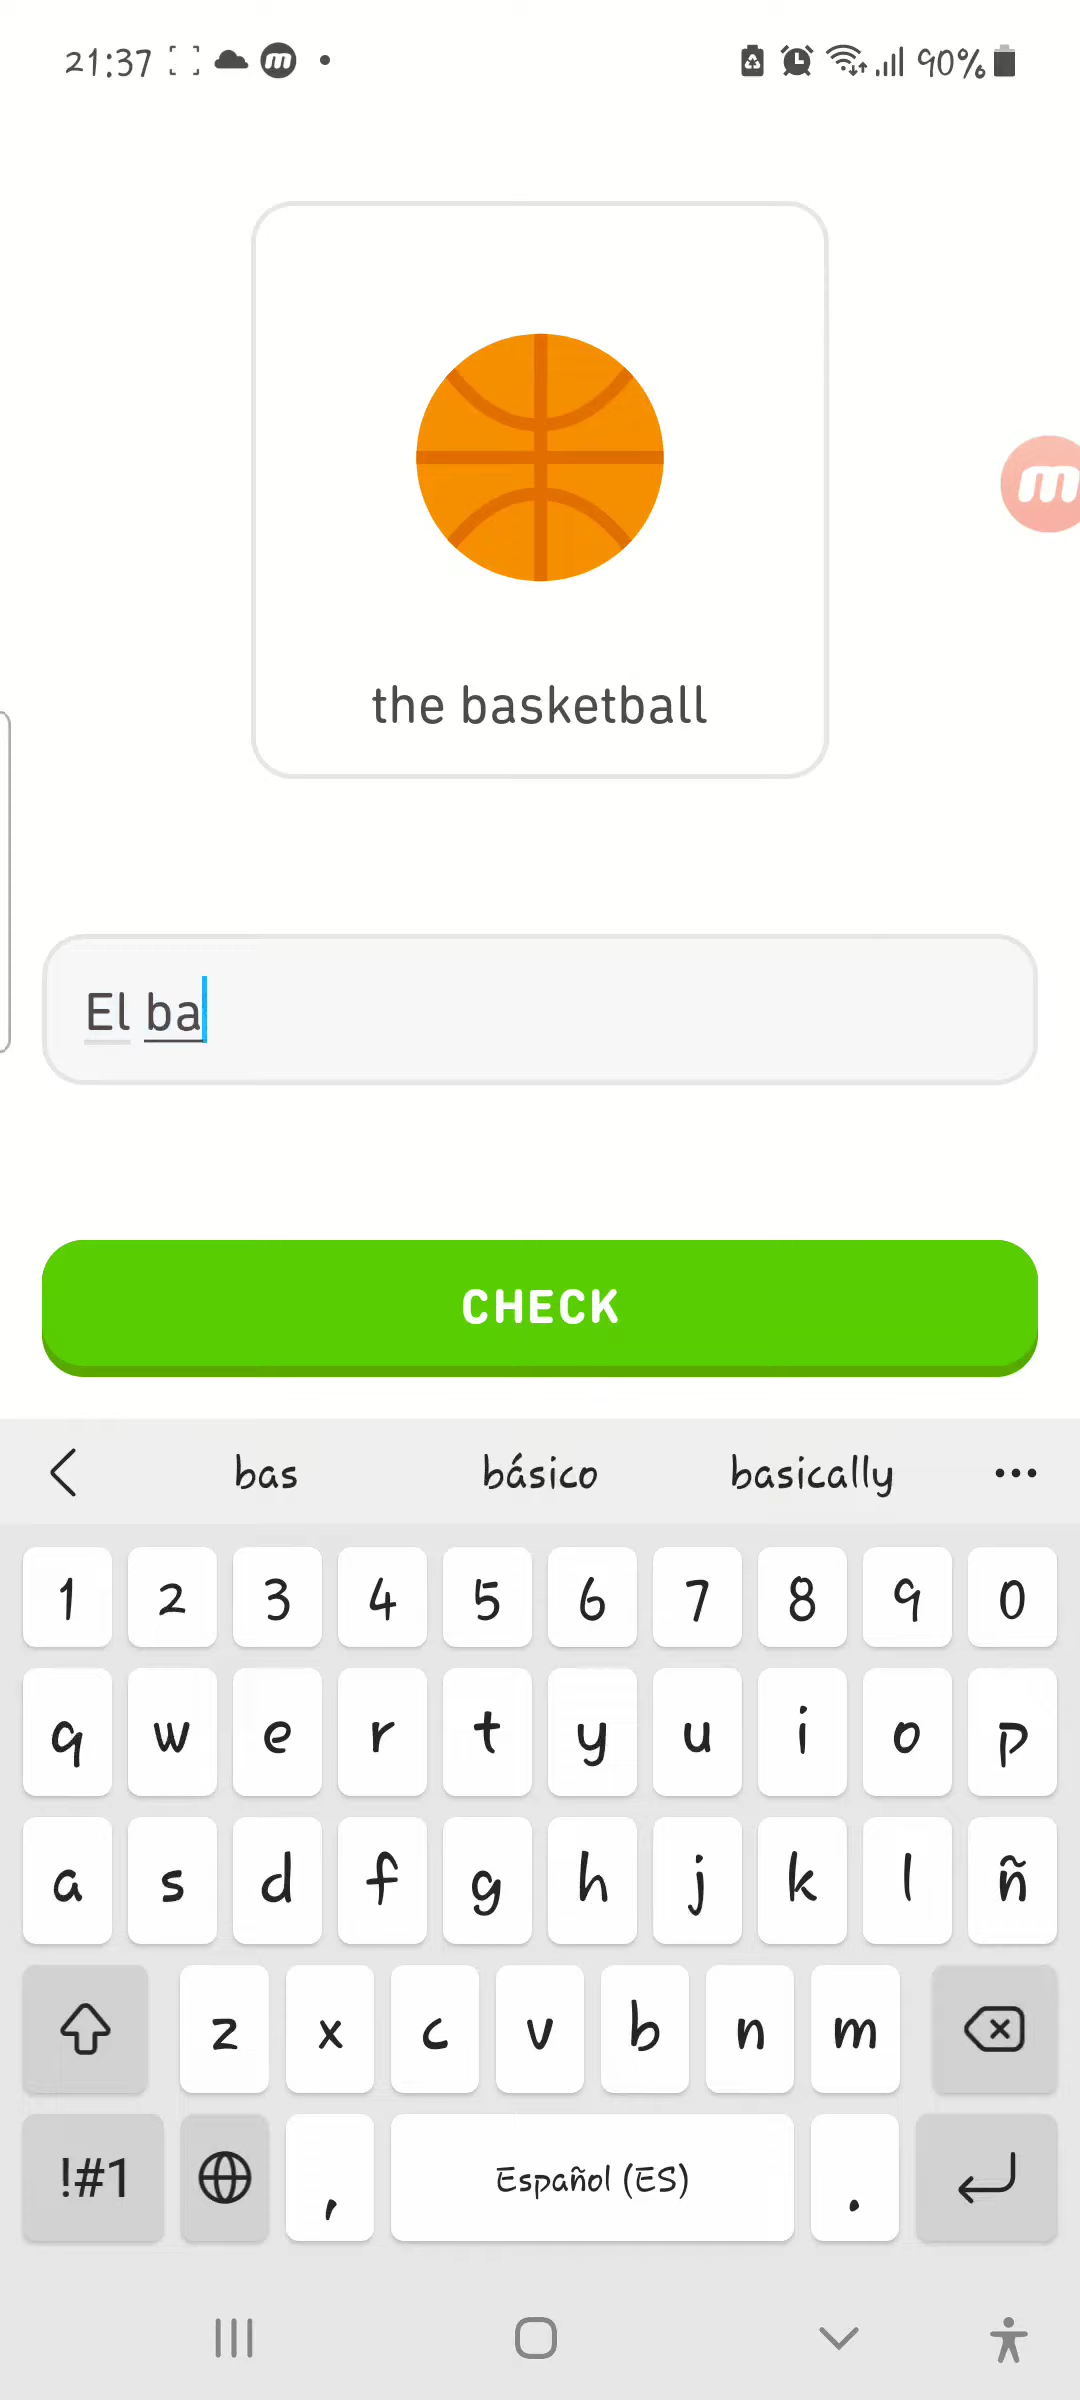 21:37 90%
the basketball
El ba
CHECK
bas básico basically
1 2 3 4 5 6 7 8 9 0
q w e r t y u i o p
a s d f g h j k l ñ
z x c v b n m
!#1 , Español (ES) .